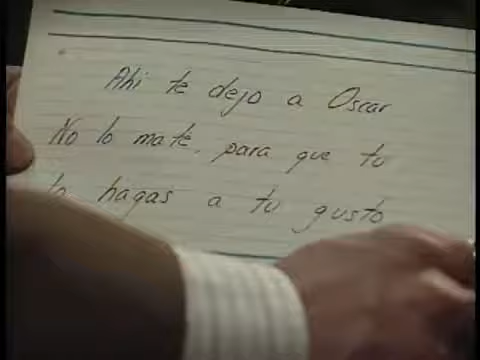 Ahi te dejo a Oscar
No lo mate, para que tu
lo hagas a tu gusto